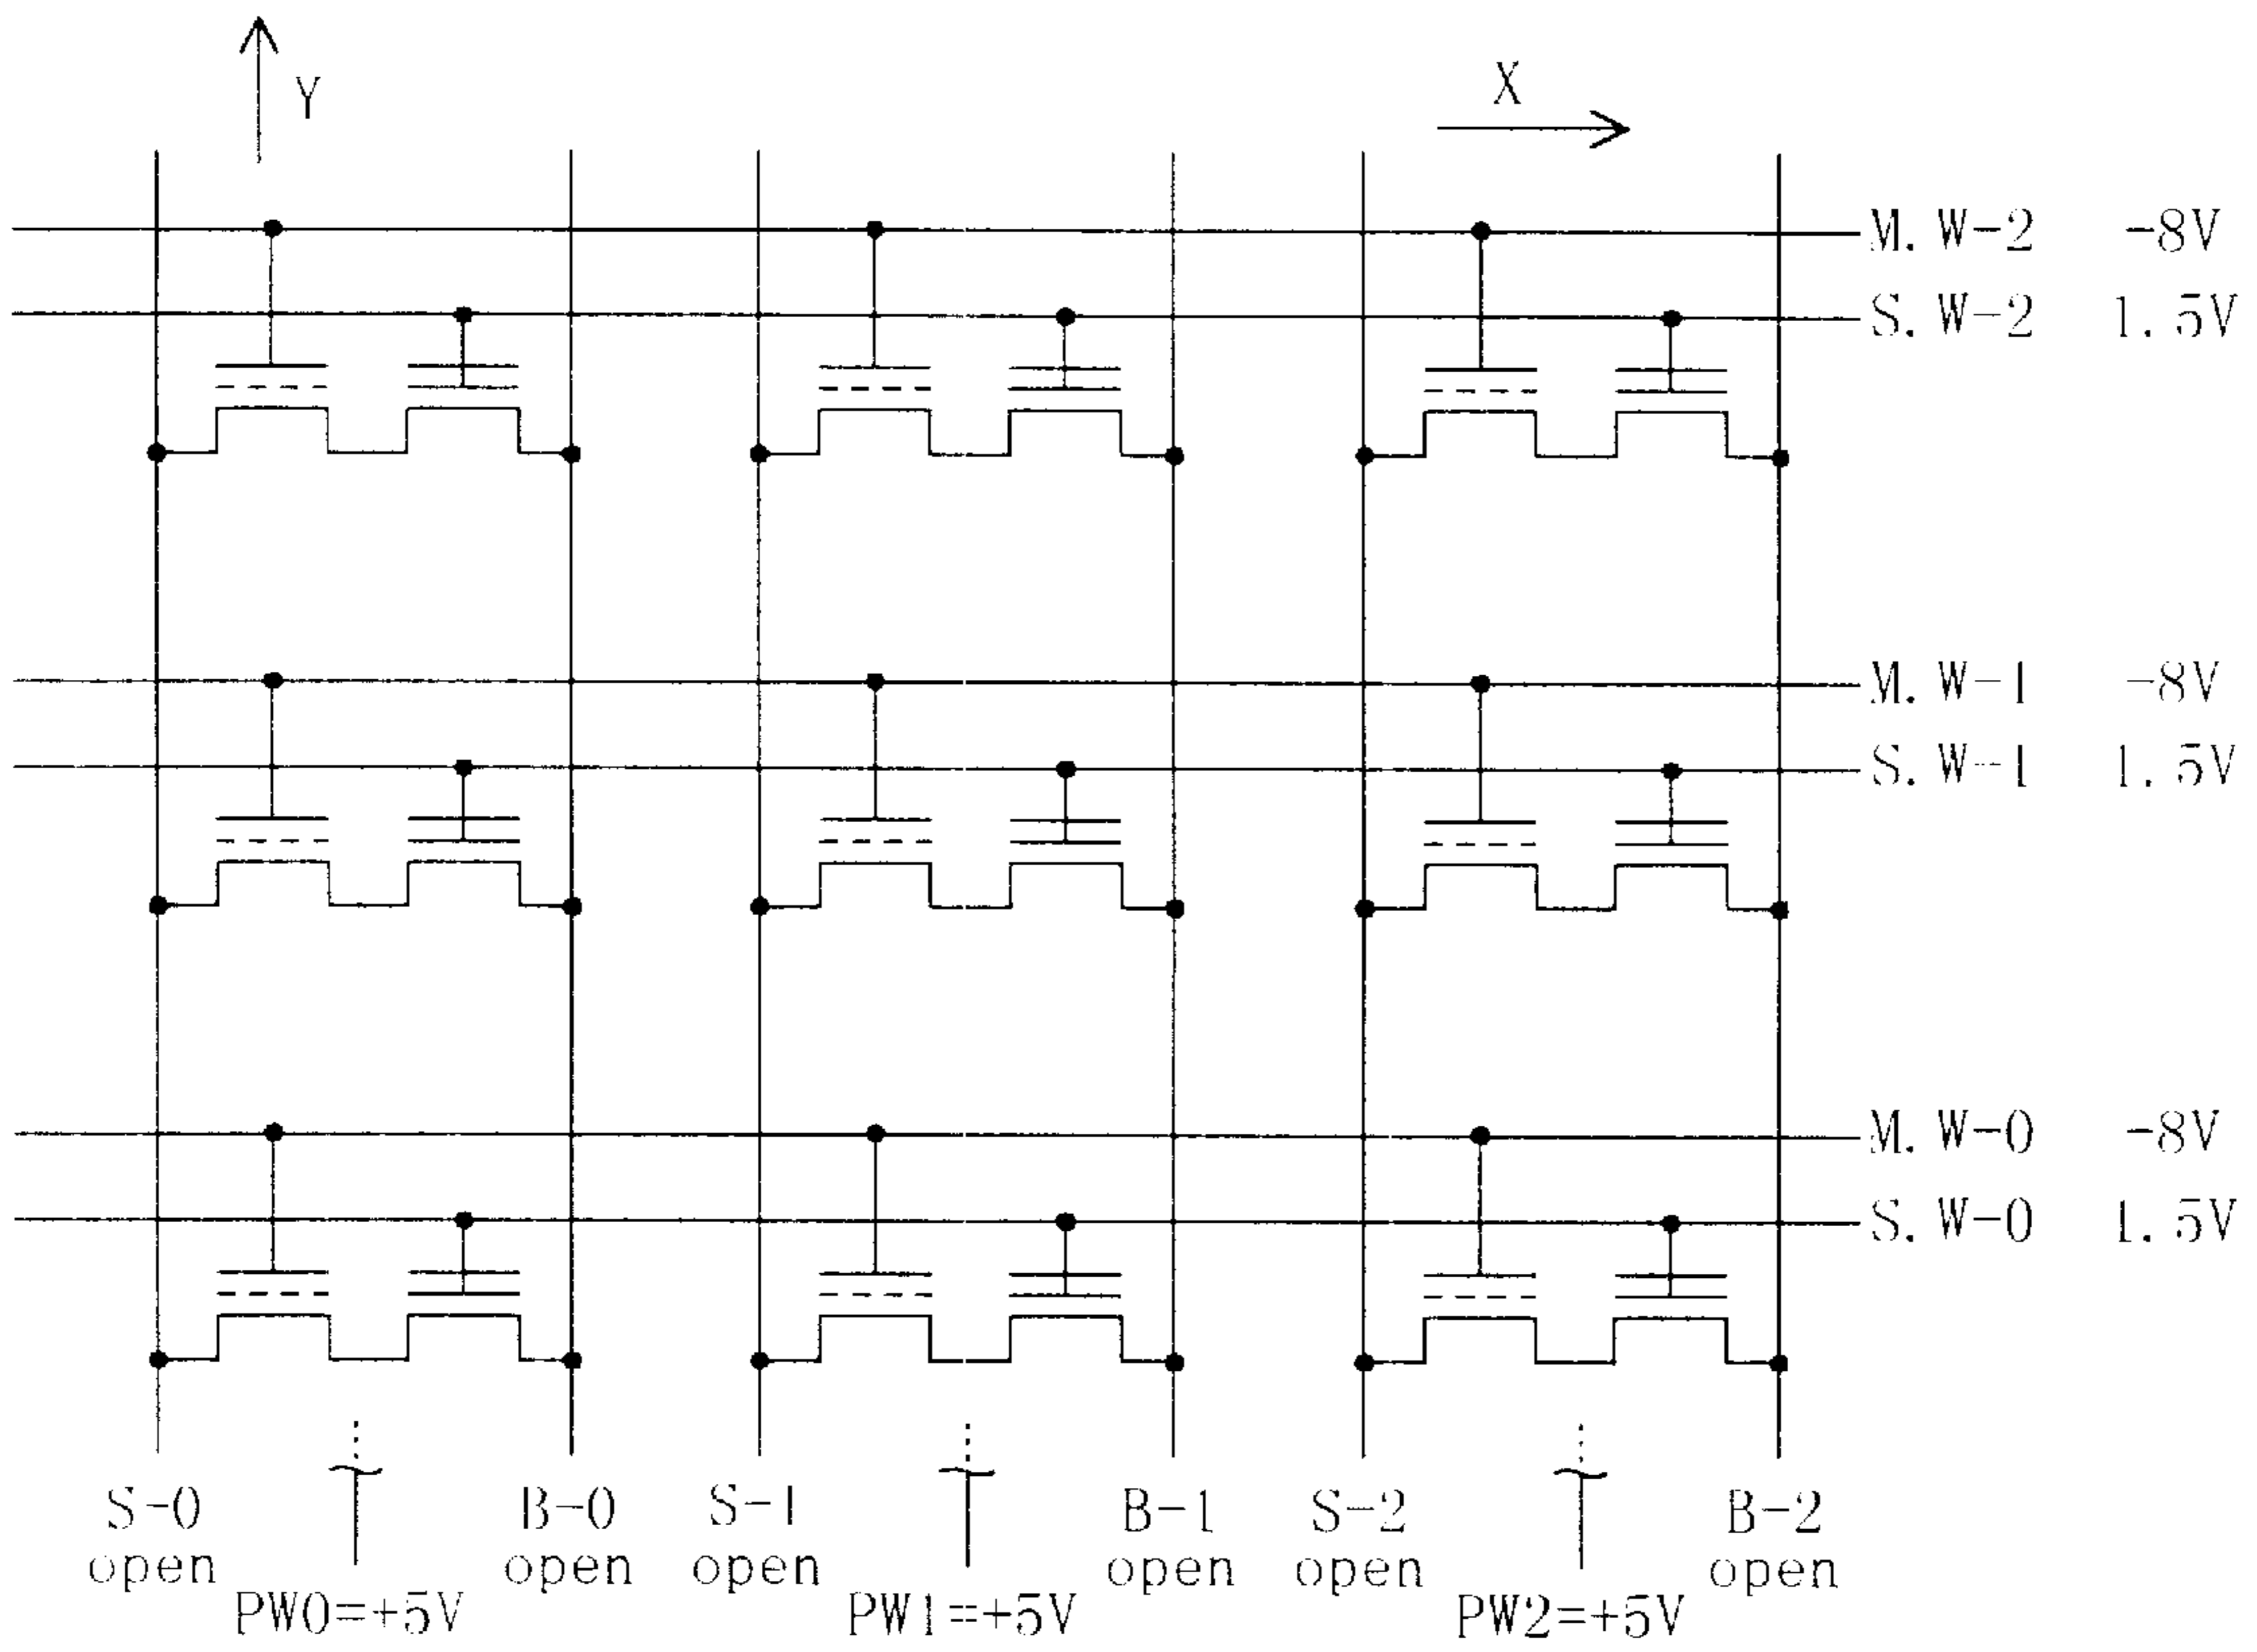 Y
X
M. W-2 -8V
S. W-2 1.5V
M. W-1 -8V
S. W-1 1.5V
M. W-0 -8V
S. W-0 1.5V
S-0 B-0 S-1 B-1 S-2 B-2
open open open open open open
PW0=+5V PW1=+5V PW2=+5V